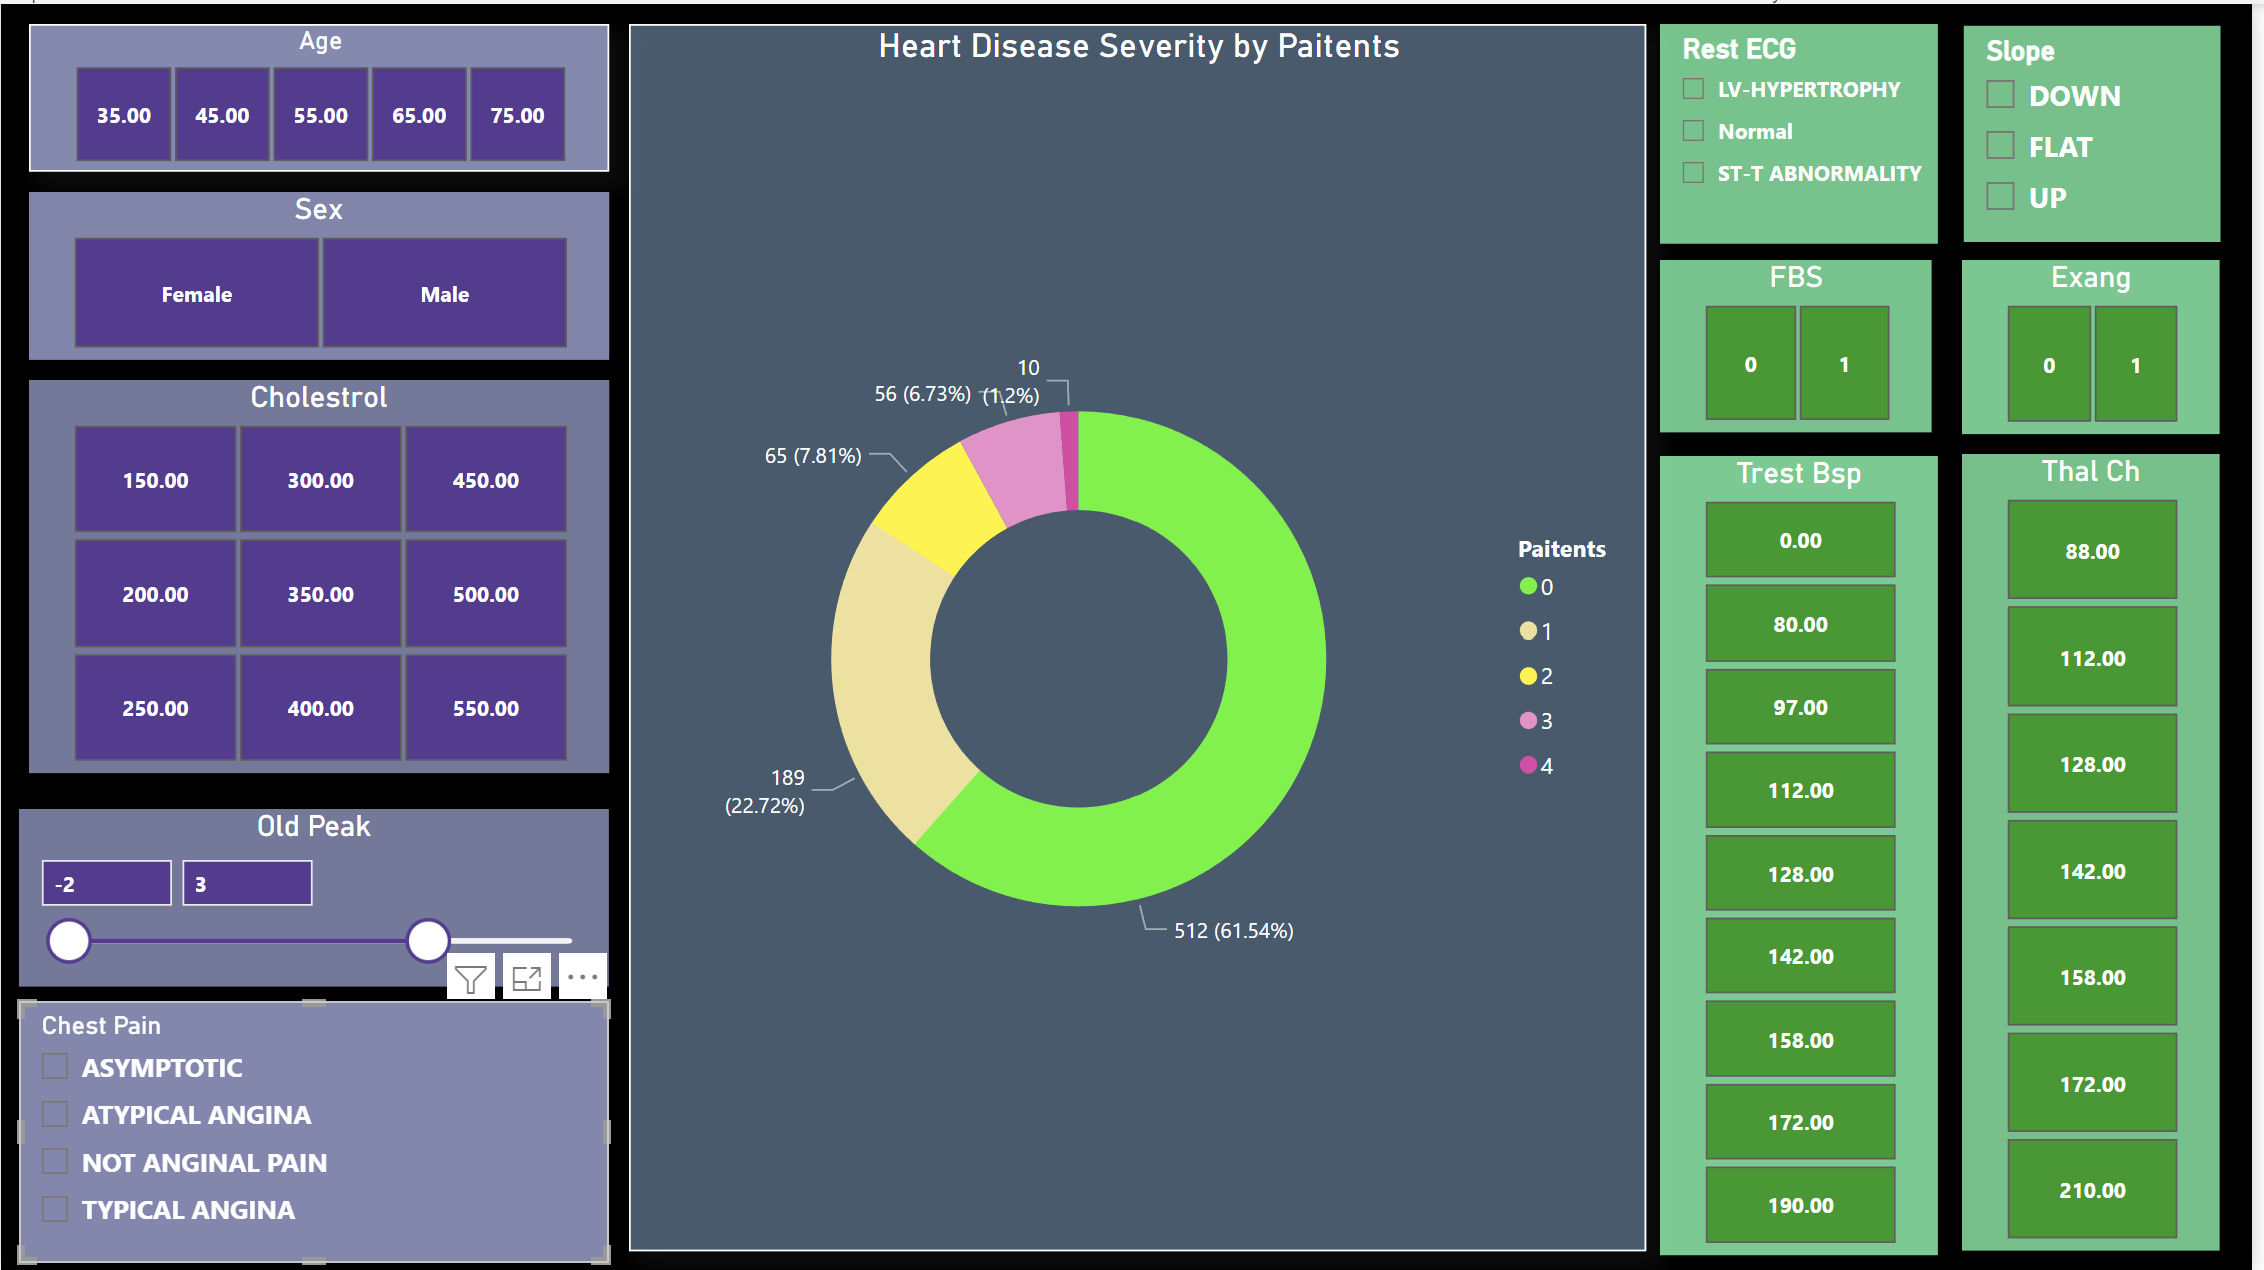 Age
35.00 45.00 55.00 65.00 75.00
Sex
Female Male
Cholestrol
150.00 300.00 450.00
200.00 350.00 500.00
250.00 400.00 550.00
Old Peak
-2 3
Chest Pain
ASYMPTOTIC
ATYPICAL ANGINA
NOT ANGINAL PAIN
TYPICAL ANGINA
Heart Disease Severity by Paitents
10
(1.2%)
56 (6.73%)
65 (7.81%)
189
(22.72%)
512 (61.54%)
Paitents
0
1
2
3
4
Rest ECG
LV-HYPERTROPHY
Normal
ST-T ABNORMALITY
Slope
DOWN
FLAT
UP
FBS
0 1
Exang
0 1
Trest Bsp
0.00
80.00
97.00
112.00
128.00
142.00
158.00
172.00
190.00
Thal Ch
88.00
112.00
128.00
142.00
158.00
172.00
210.00